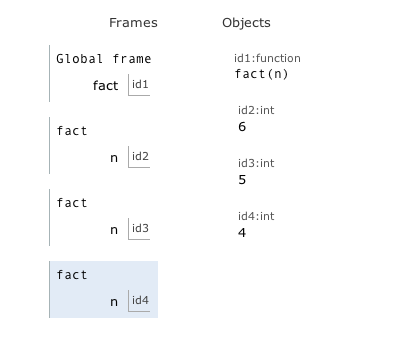 Frames Objects
Global frame
fact id1
id1:function
fact(n)
fact
n id2
id2:int
6
fact
n id3
id3:int
5
fact
n id4
id4:int
4